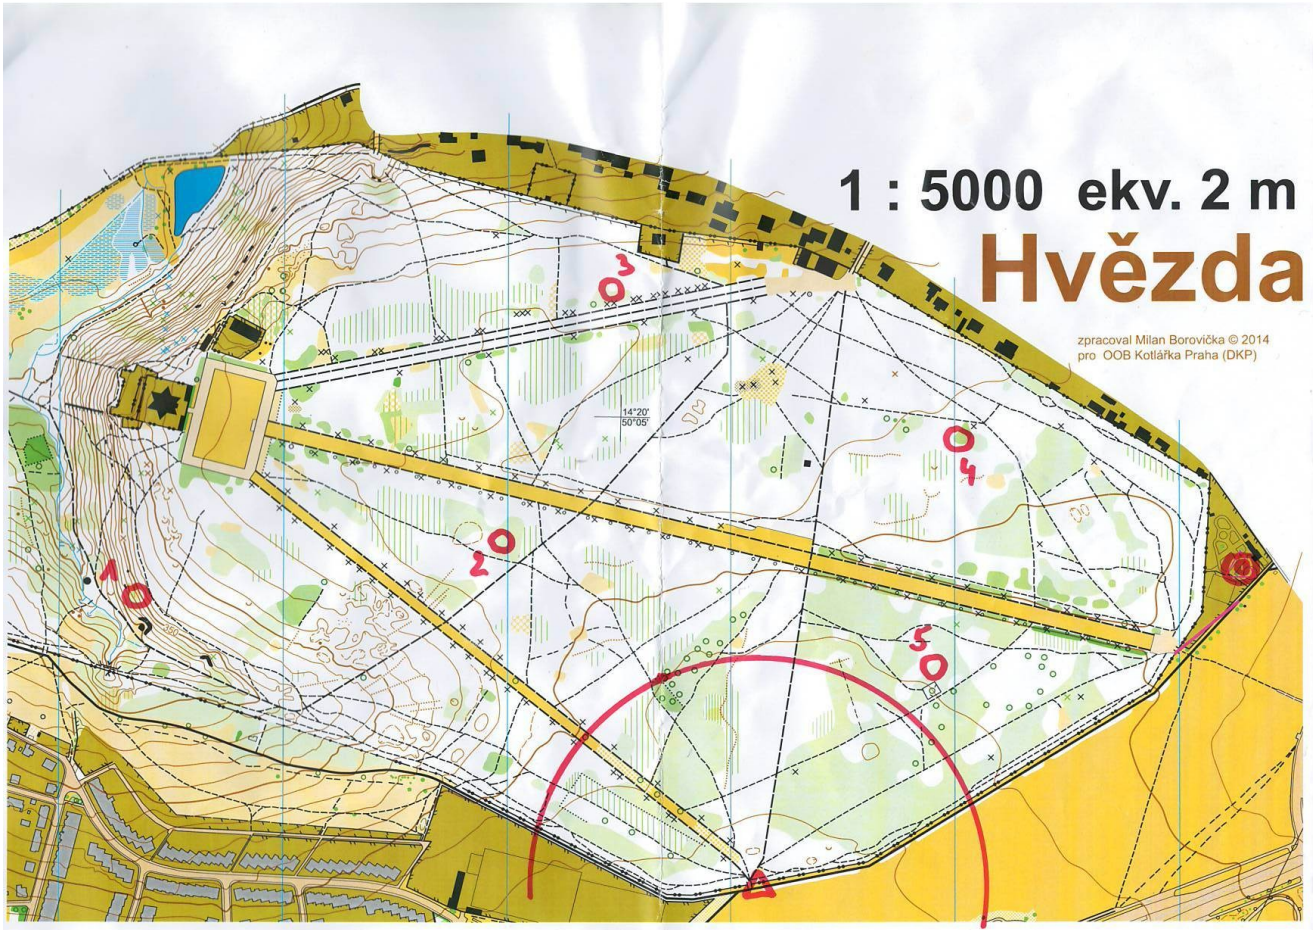 1 : 5000 ekv. 2 m
Hvězda
zpracoval Milan Borovička © 2014
pro OOB Kotlářka Praha (DKP)
3
14°20'
50°05'
4
2
1
5